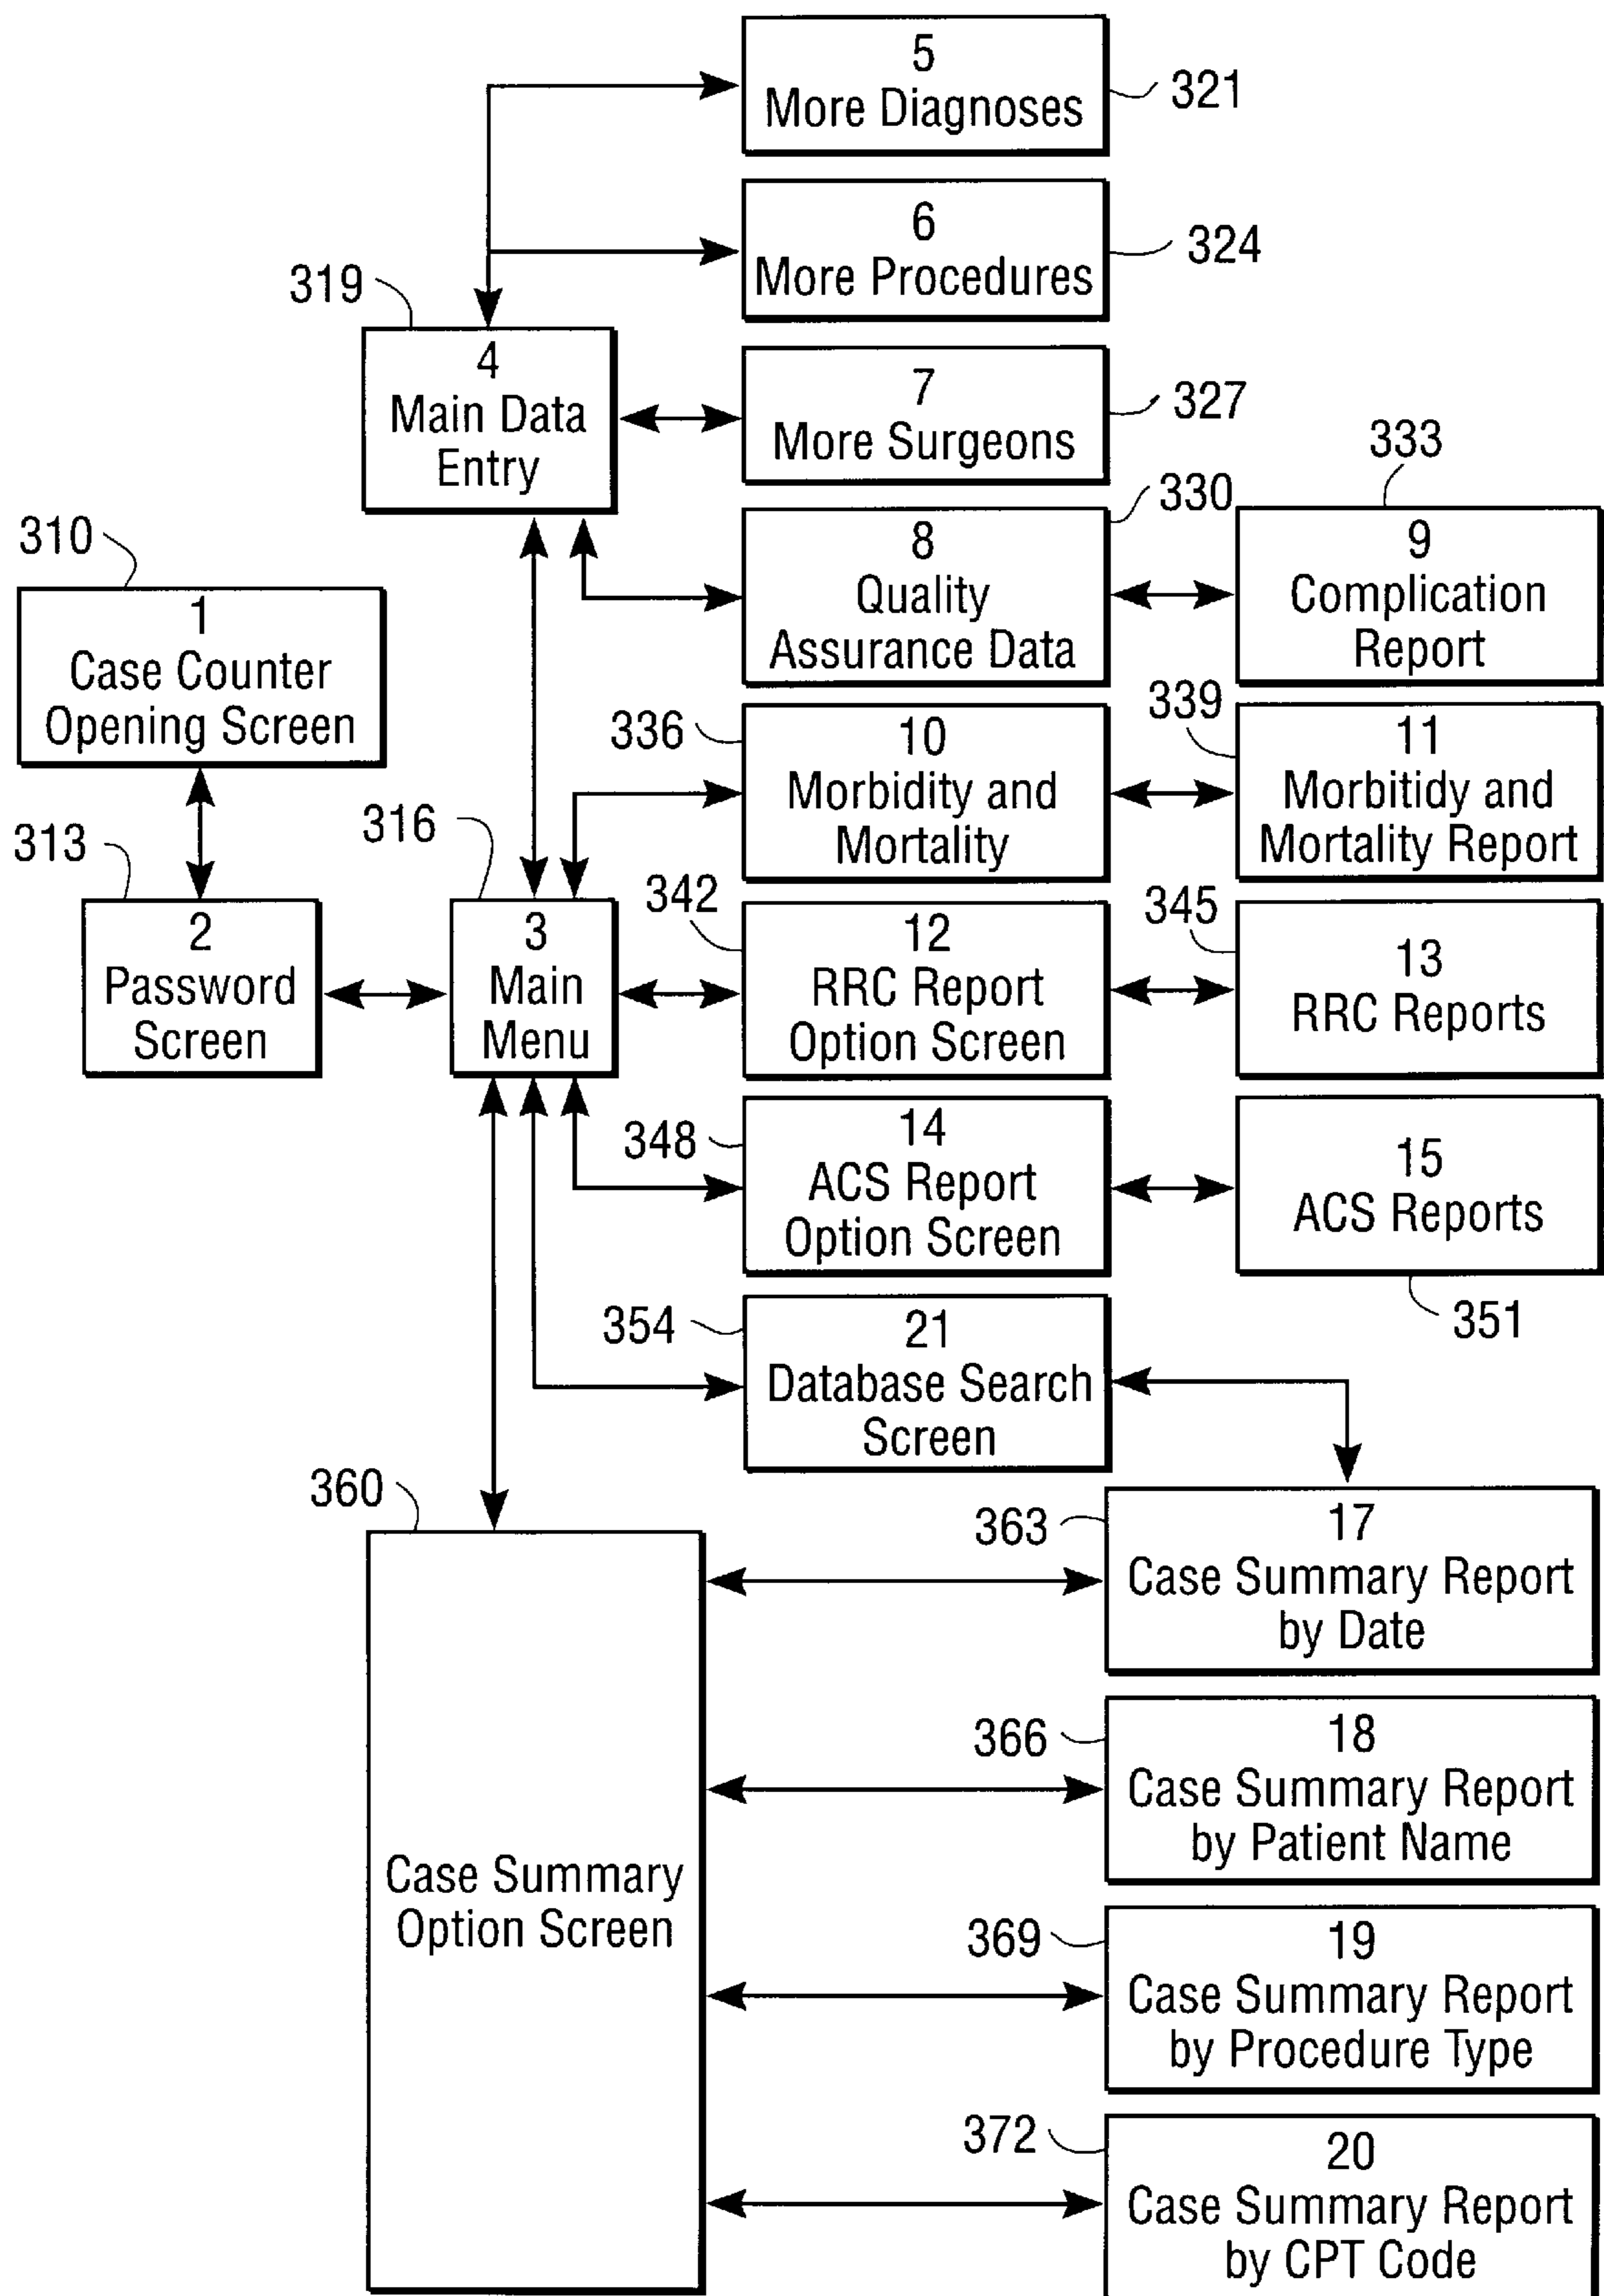 5
More Diagnoses
321
6
More Procedures
324
319
4
Main Data
Entry
7
More Surgeons
327
333
330
310
8
Quality
Assurance Data
9
Complication
Report
1
Case Counter
Opening Screen
336
10
Morbidity and
Mortality
339
11
Morbitidy and
Mortality Report
313
316
342
345
2
Password
Screen
3
Main
Menu
12
RRC Report
Option Screen
13
RRC Reports
348
14
ACS Report
Option Screen
15
ACS Reports
351
354
21
Database Search
Screen
360
363
17
Case Summary Report
by Date
366
18
Case Summary Report
by Patient Name
Case Summary
Option Screen
369
19
Case Summary Report
by Procedure Type
372
20
Case Summary Report
by CPT Code